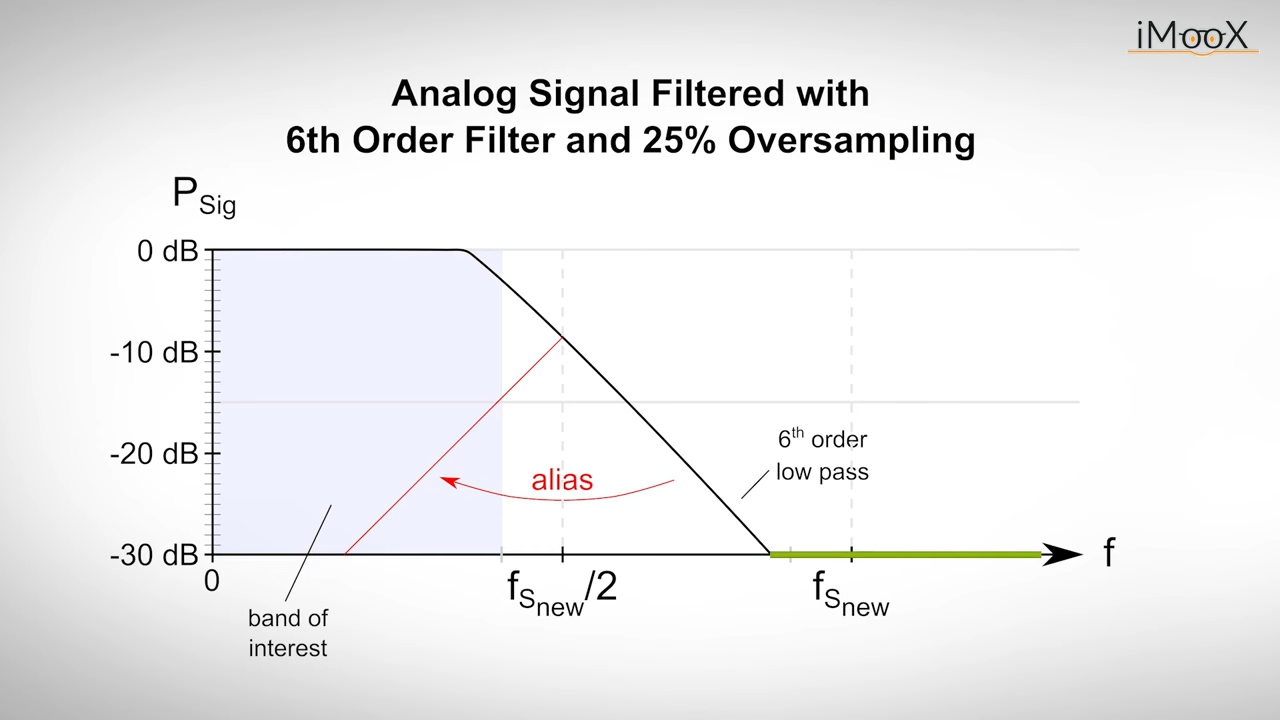 iMooX
Analog Signal Filtered with
6th Order Filter and 25% Oversampling
PSig
0 dB
-10 dB
-20 dB
-30 dB
alias
6th order
low pass
0
fSnew/2
fSnew
f
band of
interest